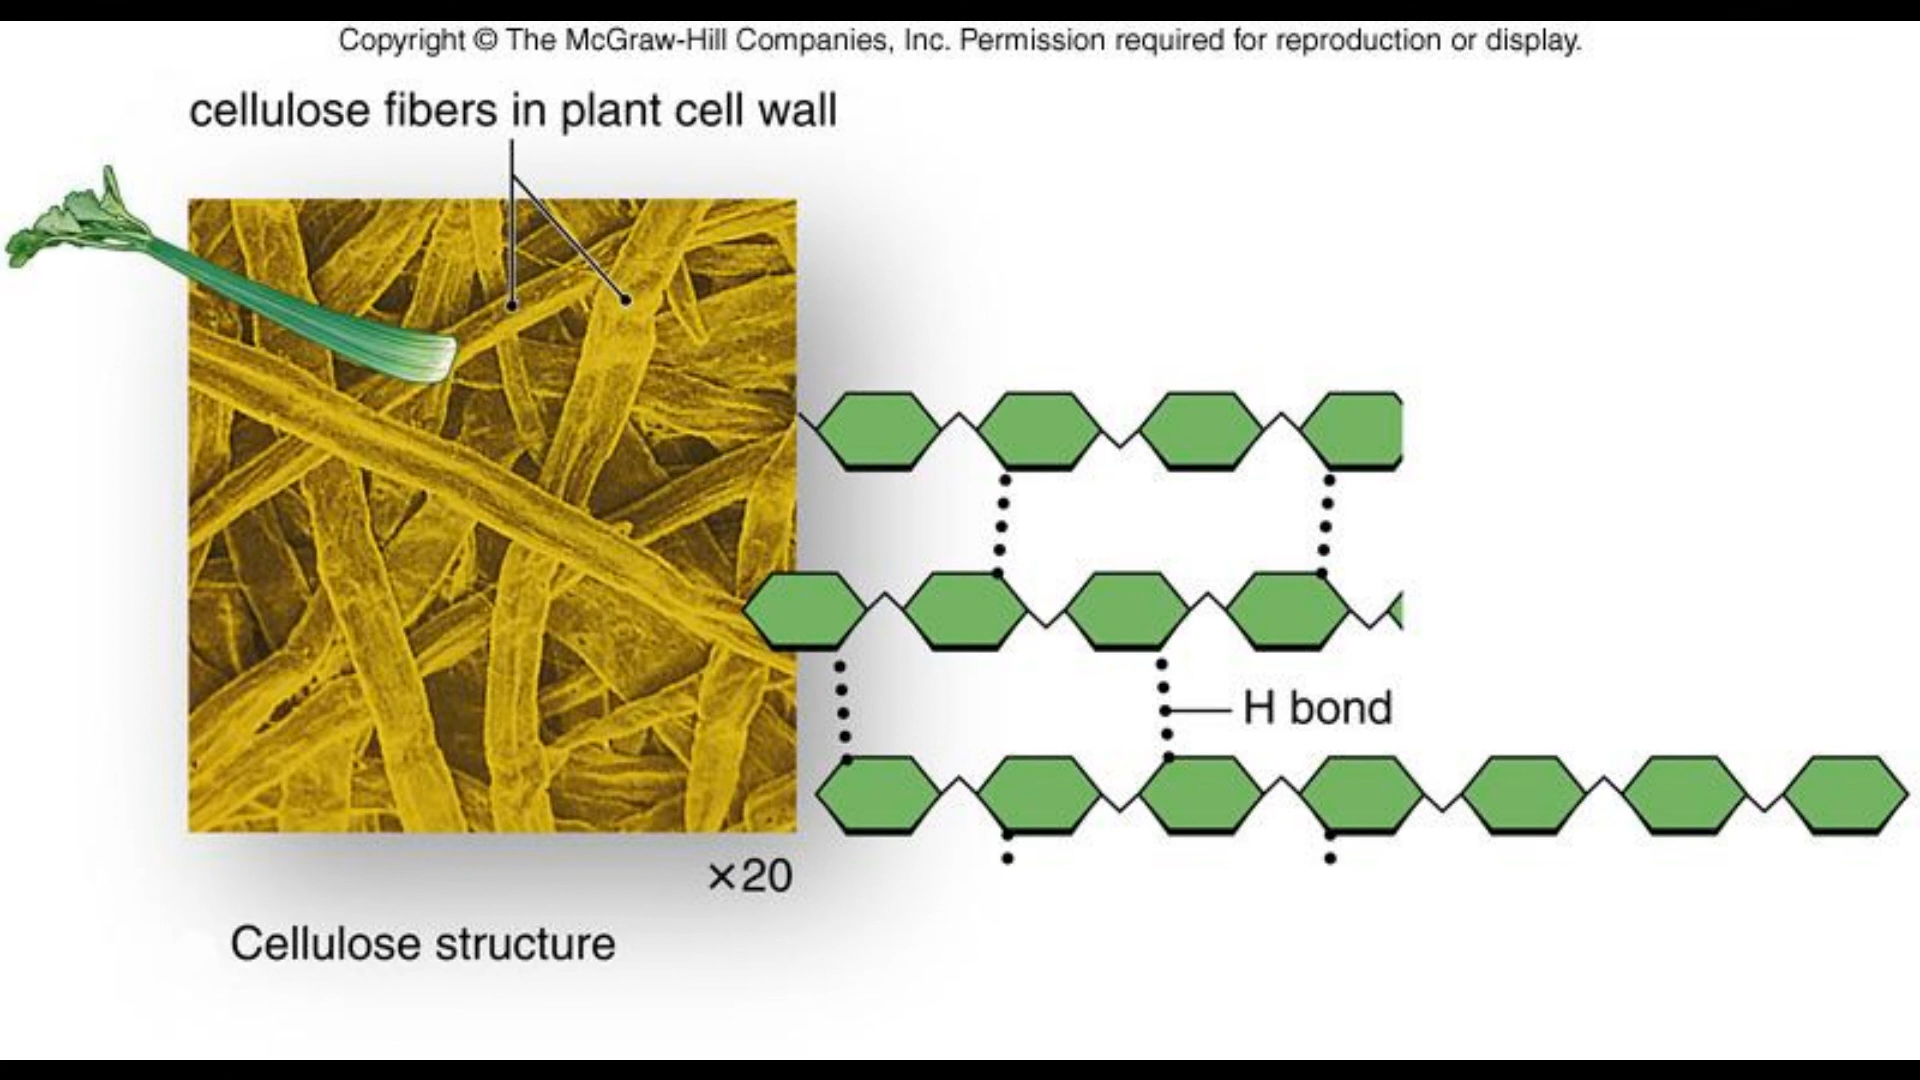 Copyright © The McGraw-Hill Companies, Inc. Permission required for reproduction or display.
cellulose fibers in plant cell wall
H bond
×20
Cellulose structure